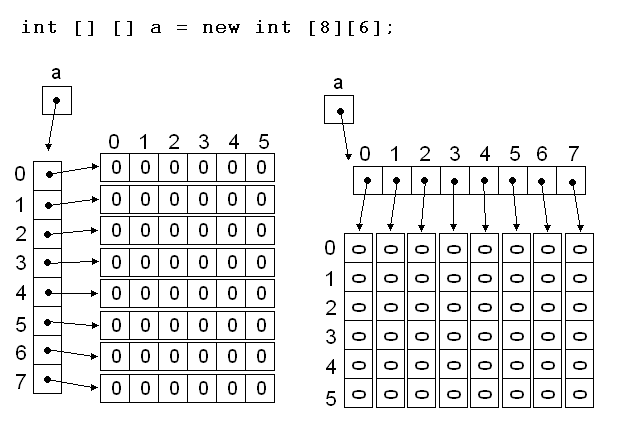 int [] [] a = new int [8][6];
a
0 1 2 3 4 5
0 0 0 0 0 0 0
1 0 0 0 0 0 0
2 0 0 0 0 0 0
3 0 0 0 0 0 0
4 0 0 0 0 0 0
5 0 0 0 0 0 0
6 0 0 0 0 0 0
7 0 0 0 0 0 0
a
0 1 2 3 4 5 6 7
0 0 0 0 0 0 0 0 0
1 0 0 0 0 0 0 0 0
2 0 0 0 0 0 0 0 0
3 0 0 0 0 0 0 0 0
4 0 0 0 0 0 0 0 0
5 0 0 0 0 0 0 0 0